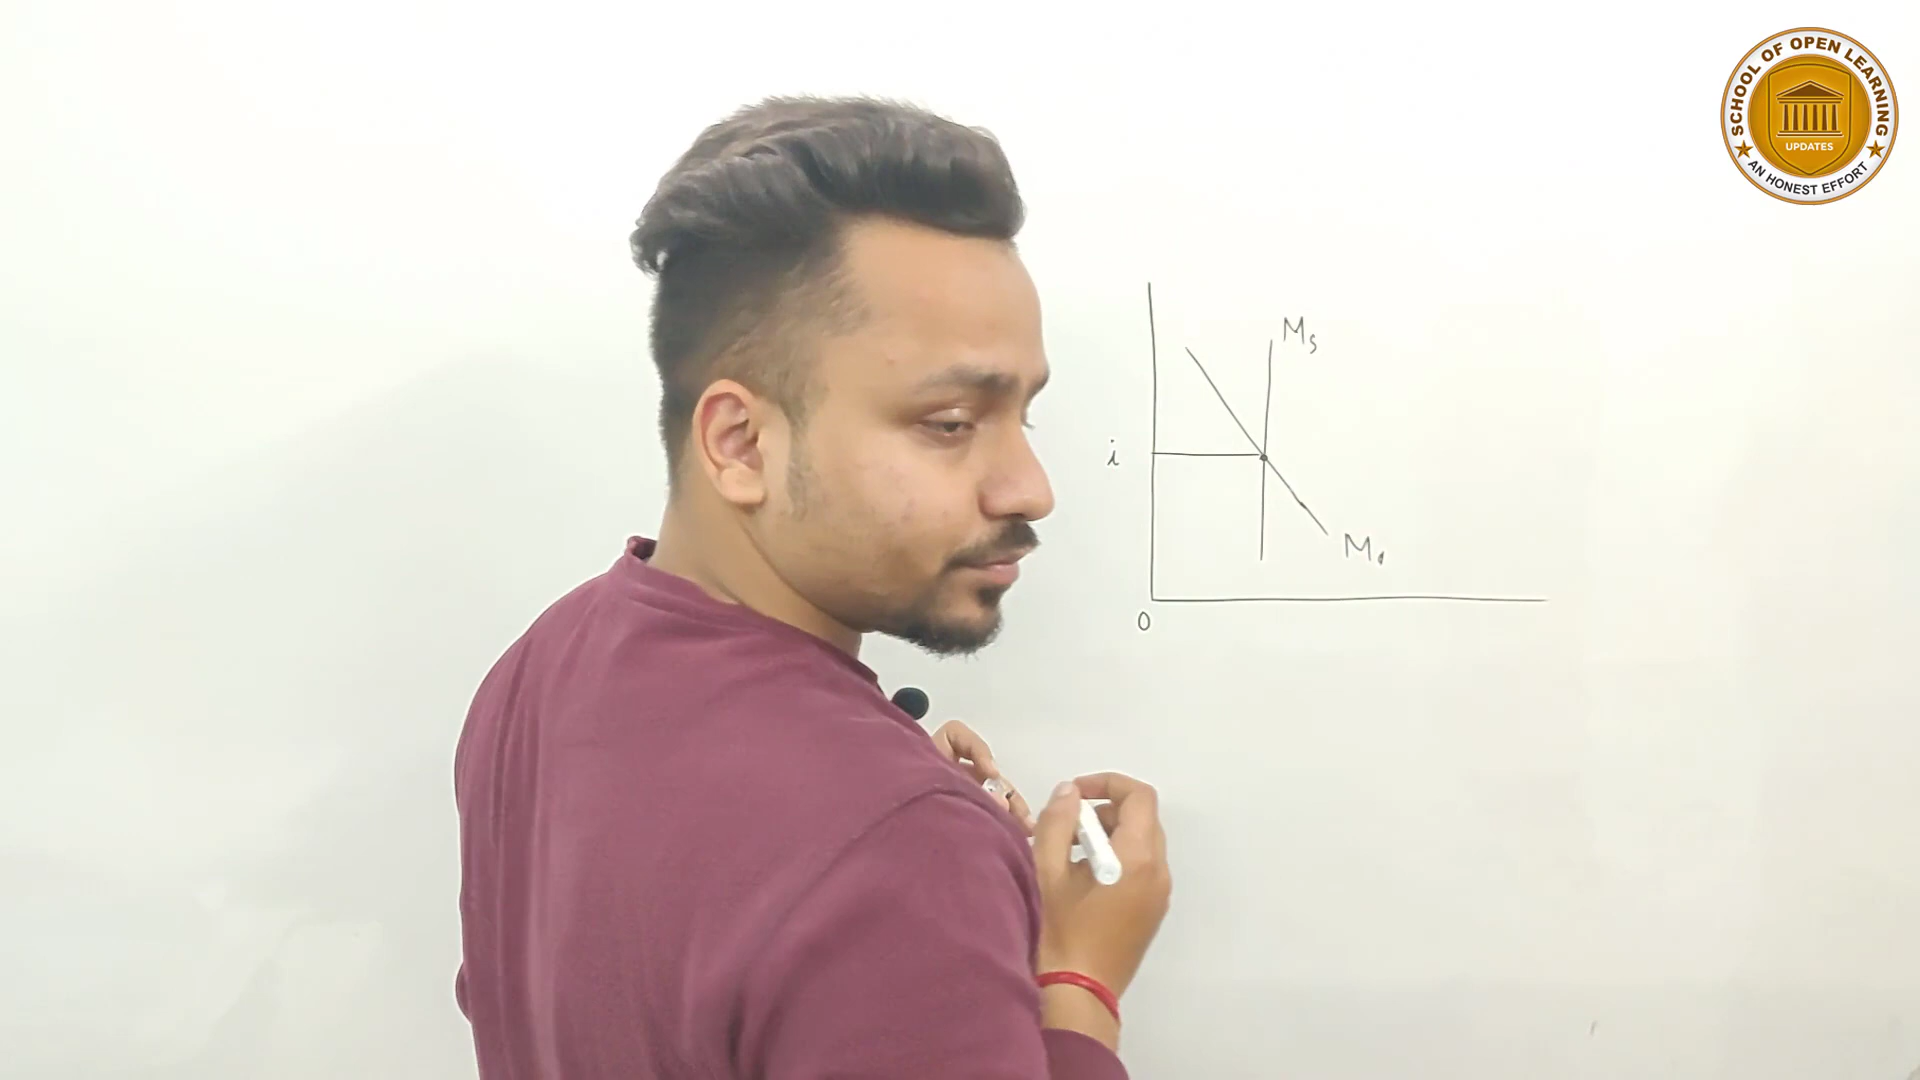 SCHOOL OF OPEN LEARNING
UPDATES
AN HONEST EFFORT
Ms
i
Md
0